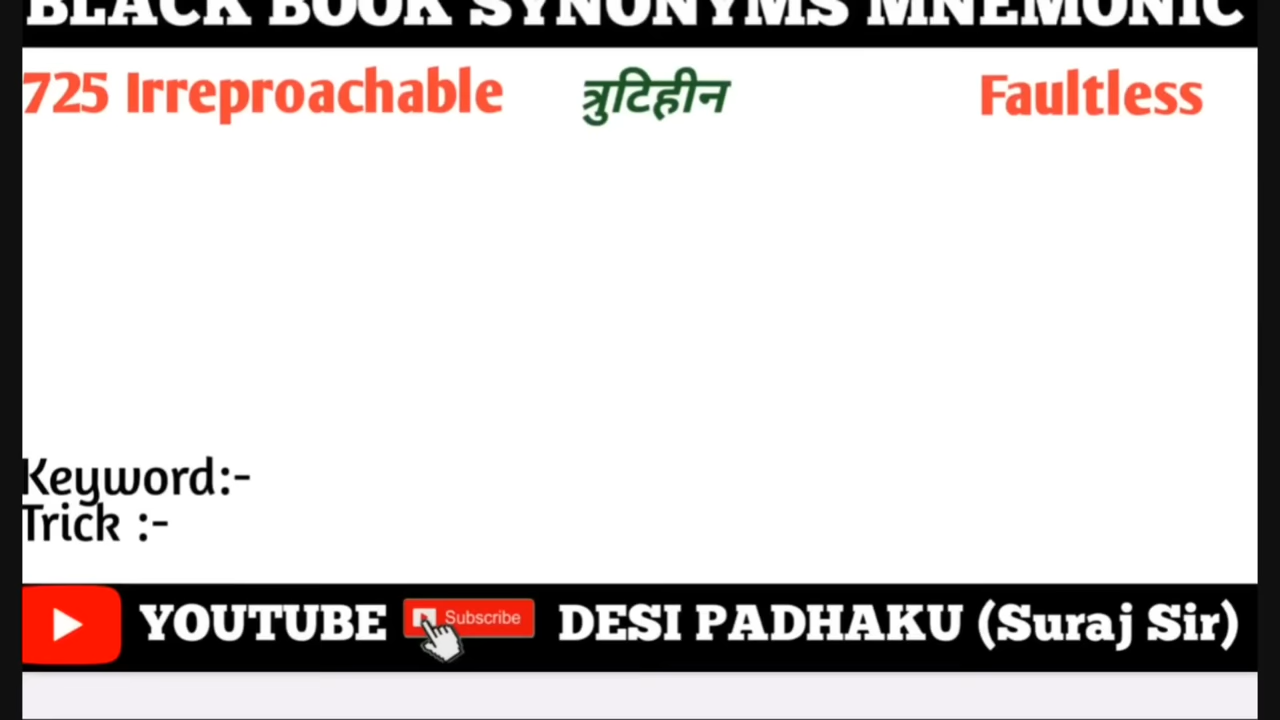 BLACK BOOK SYNONYMS MNEMONIC
725 Irreproachable त्रुटिहीन Faultless
Keyword:-
Trick :-
YOUTUBE Subscribe DESI PADHAKU (Suraj Sir)